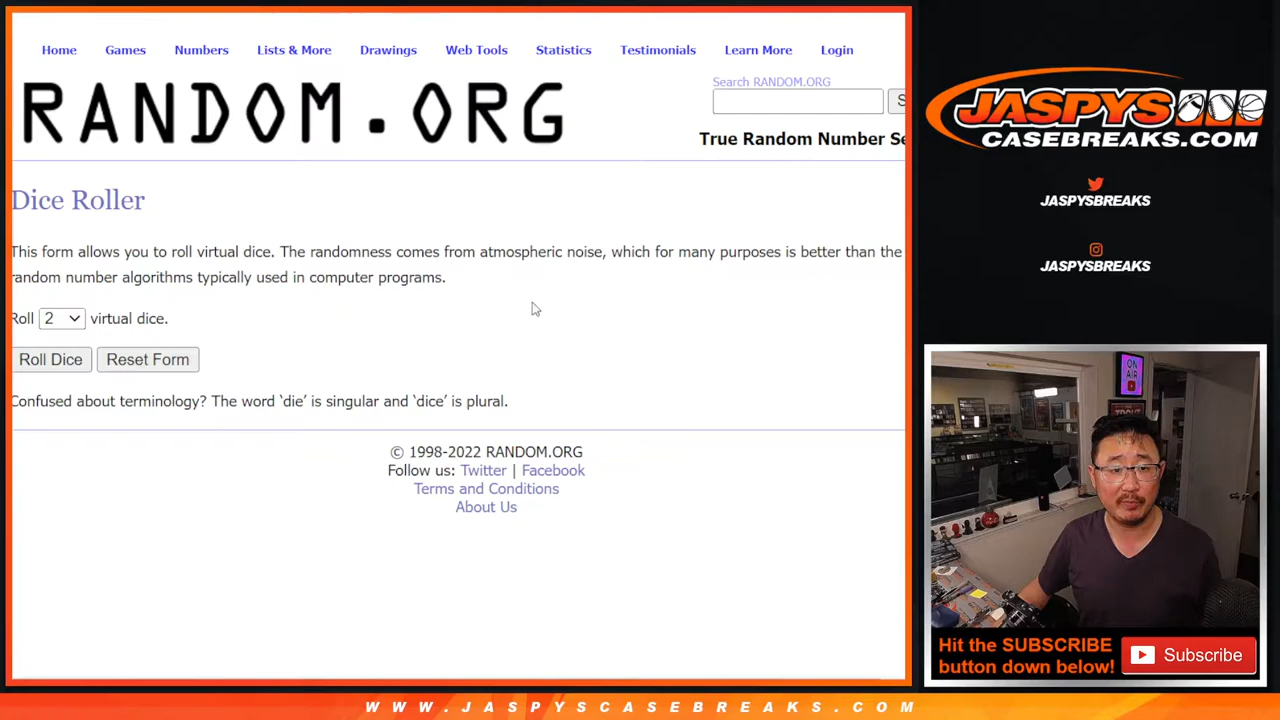 Home Games Numbers Lists & More Drawings Web Tools Statistics Testimonials Learn More Login
RANDOM.ORG
Search RANDOM.ORG
S
True Random Number Se
Dice Roller
This form allows you to roll virtual dice. The randomness comes from atmospheric noise, which for many purposes is better than the
random number algorithms typically used in computer programs.
Roll 2 virtual dice.
Roll Dice Reset Form
Confused about terminology? The word ‘die’ is singular and ‘dice’ is plural.
© 1998-2022 RANDOM.ORG
Follow us: Twitter | Facebook
Terms and Conditions
About Us
JASPYS
CASEBREAKS.COM
JASPYSBREAKS
JASPYSBREAKS
ON
AIR
Hit the SUBSCRIBE
button down below!
Subscribe
WWW.JASPYSCASEBREAKS.COM